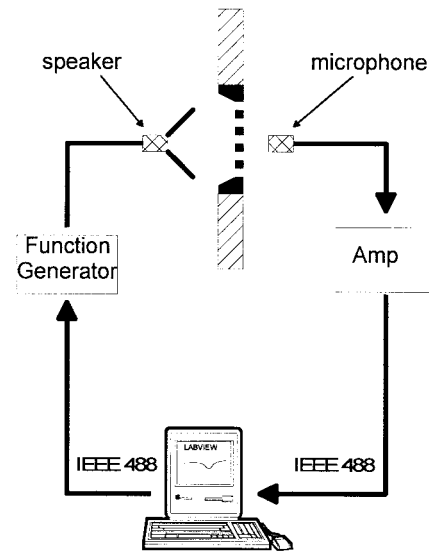 speaker
microphone
Function
Generator
Amp
LABVIEW
IEEE 488
IEEE 488